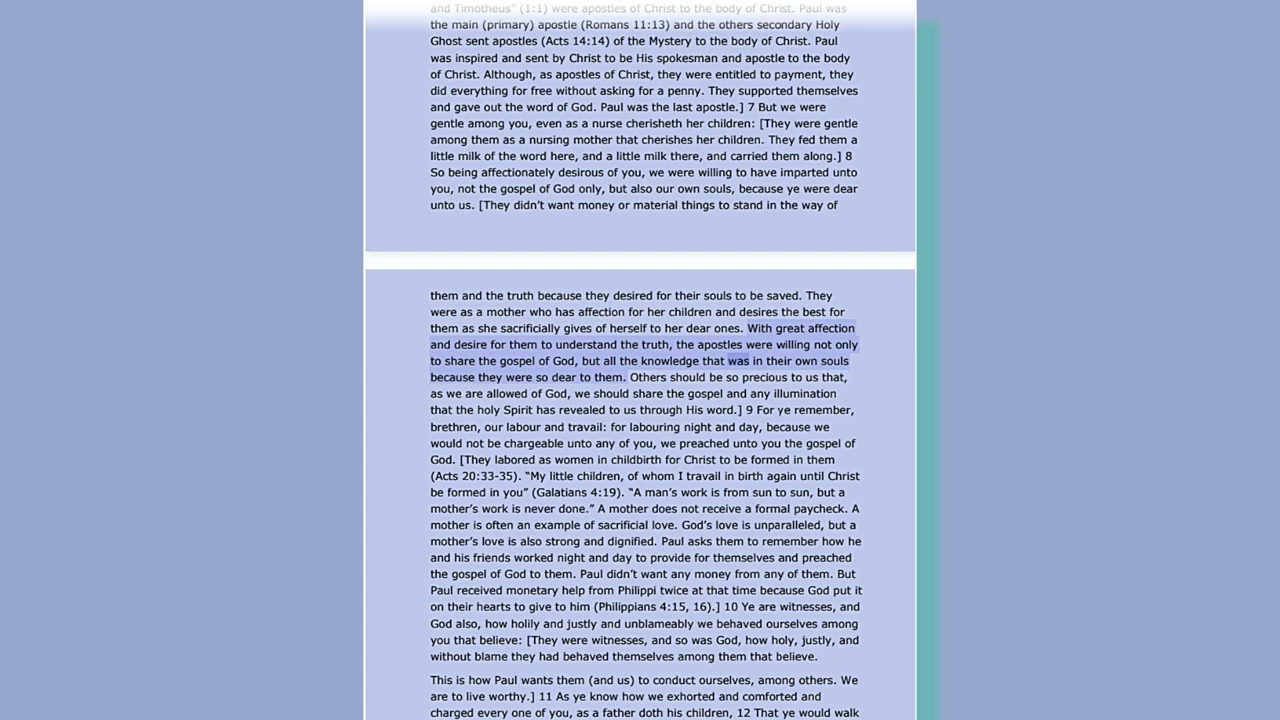 and Timotheus” (1:1) were apostles of Christ to the body of Christ. Paul was
the main (primary) apostle (Romans 11:13) and the others secondary Holy
Ghost sent apostles (Acts 14:14) of the Mystery to the body of Christ. Paul
was inspired and sent by Christ to be His spokesman and apostle to the body
of Christ. Although, as apostles of Christ, they were entitled to payment, they
did everything for free without asking for a penny. They supported themselves
and gave out the word of God. Paul was the last apostle.] 7 But we were
gentle among you, even as a nurse cherisheth her children: [They were gentle
among them as a nursing mother that cherishes her children. They fed them a
little milk of the word here, and a little milk there, and carried them along.] 8
So being affectionately desirous of you, we were willing to have imparted unto
you, not the gospel of God only, but also our own souls, because ye were dear
unto us. [They didn’t want money or material things to stand in the way of
them and the truth because they desired for their souls to be saved. They
were as a mother who has affection for her children and desires the best for
them as she sacrificially gives of herself to her dear ones. With great affection
and desire for them to understand the truth, the apostles were willing not only
to share the gospel of God, but all the knowledge that was in their own souls
because they were so dear to them. Others should be so precious to us that,
as we are allowed of God, we should share the gospel and any illumination
that the holy Spirit has revealed to us through His word.] 9 For ye remember,
brethren, our labour and travail: for labouring night and day, because we
would not be chargeable unto any of you, we preached unto you the gospel of
God. [They labored as women in childbirth for Christ to be formed in them
(Acts 20:33-35). “My little children, of whom I travail in birth again until Christ
be formed in you” (Galatians 4:19). “A man’s work is from sun to sun, but a
mother’s work is never done.” A mother does not receive a formal paycheck. A
mother is often an example of sacrificial love. God’s love is unparalleled, but a
mother’s love is also strong and dignified. Paul asks them to remember how he
and his friends worked night and day to provide for themselves and preached
the gospel of God to them. Paul didn’t want any money from any of them. But
Paul received monetary help from Philippi twice at that time because God put it
on their hearts to give to him (Philippians 4:15, 16).] 10 Ye are witnesses, and
God also, how holily and justly and unblameably we behaved ourselves among
you that believe: [They were witnesses, and so was God, how holy, justly, and
without blame they had behaved themselves among them that believe.
This is how Paul wants them (and us) to conduct ourselves, among others. We
are to live worthy.] 11 As ye know how we exhorted and comforted and
charged every one of you, as a father doth his children, 12 That ye would walk